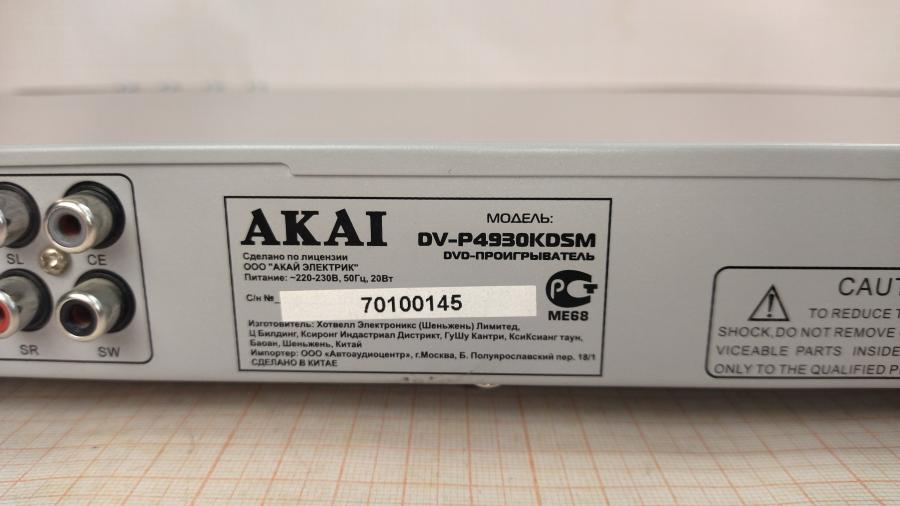 SL
CE
SR
SW
AKAI
МОДЕЛЬ:
DV-P4930KDSM
DVD-ПРОИГРЫВАТЕЛЬ
Сделано по лицензии
ООО "АКАЙ ЭЛЕКТРИК"
Питание: ~220-230В, 50Гц, 20Вт
С/н № 70100145
РСТ
МЕ68
Изготовитель: Хотвелл Электроникс (Шеньжень) Лимитед,
Ц Билдинг, Ксиронг Индастриал Дистрикт, ГуШу Кантри, КсиКсианг таун,
Баоан, Шеньжень, Китай
Импортер: ООО «Автоаудиоцентр», г.Москва, Б. Полуярославский пер. 18/1
СДЕЛАНО В КИТАЕ
CAUT
TO REDUCE T
SHOCK, DO NOT REMOVE
VICEABLE PARTS INSIDE
ONLY TO THE QUALIFIED P